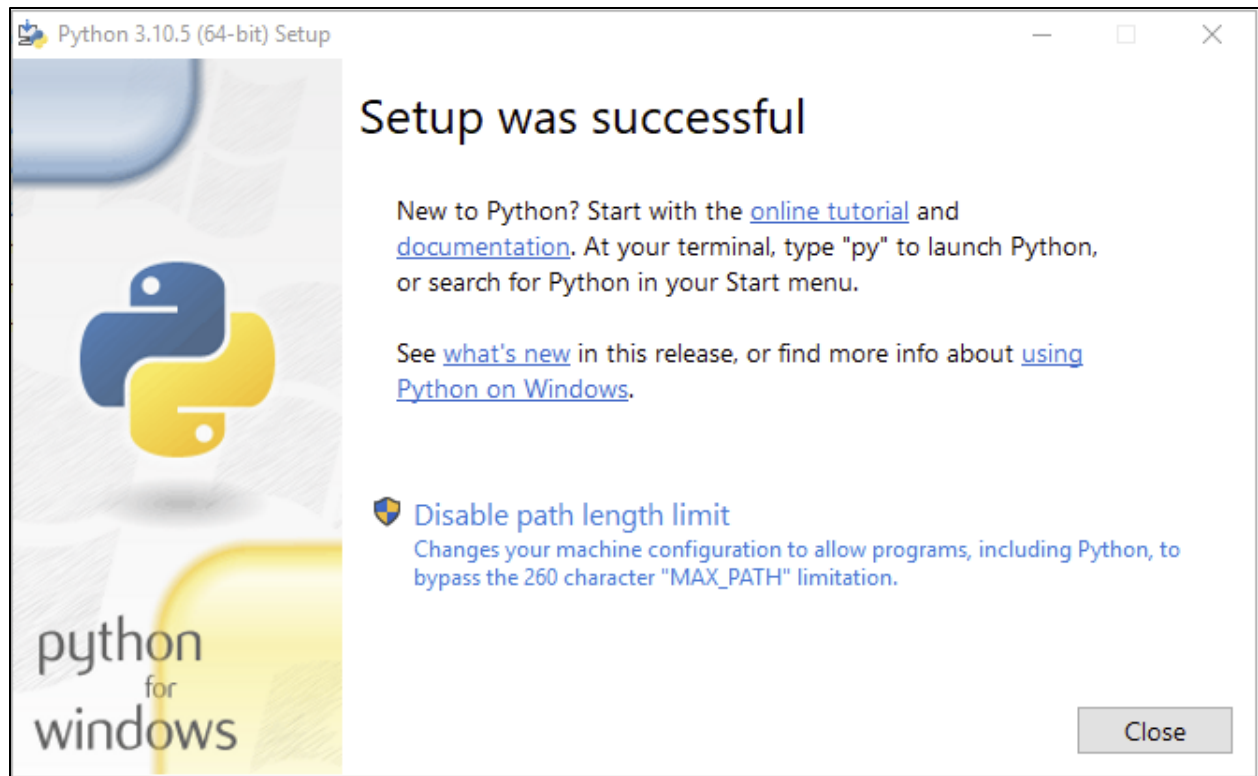 Python 3.10.5 (64-bit) Setup
Setup was successful
New to Python? Start with the online tutorial and
documentation. At your terminal, type "py" to launch Python,
or search for Python in your Start menu.
See what's new in this release, or find more info about using
Python on Windows.
Disable path length limit
Changes your machine configuration to allow programs, including Python, to
bypass the 260 character "MAX_PATH" limitation.
python
for
windows
Close